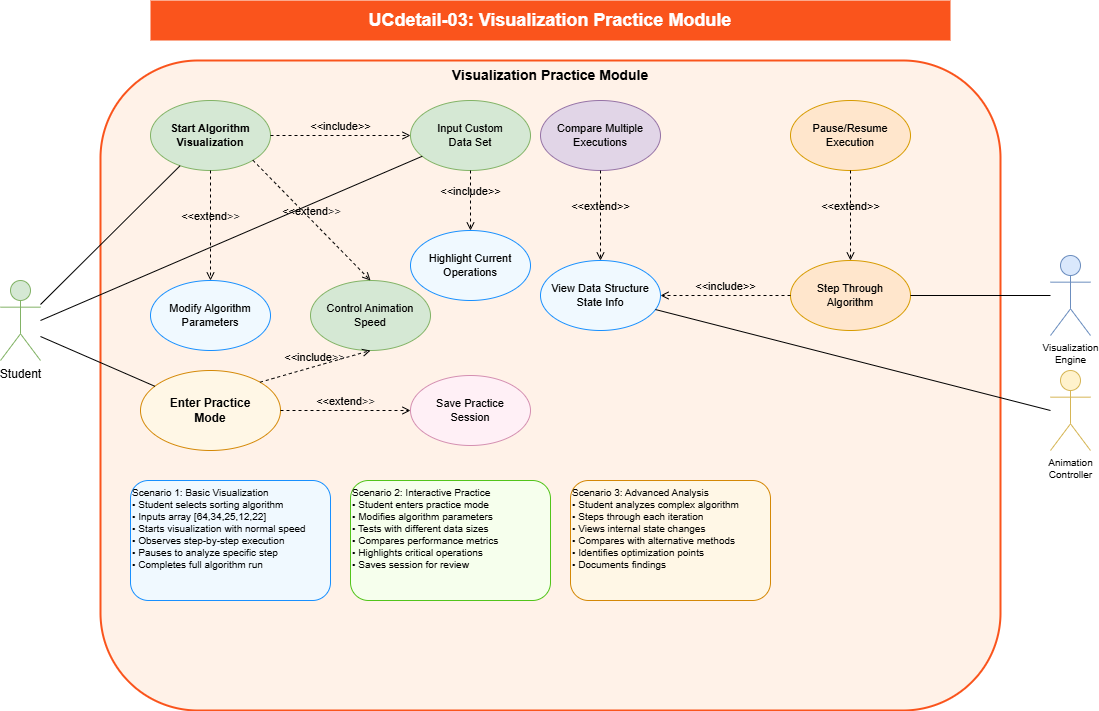 UCdetail-03: Visualization Practice Module
Visualization Practice Module
Start Algorithm
Visualization
<<include>>
Input Custom
Data Set
Compare Multiple
Executions
Pause/Resume
Execution
<<extend>>
<<extend>>
<<include>>
<<extend>>
<<extend>>
Highlight Current
Operations
Modify Algorithm
Parameters
Control Animation
Speed
View Data Structure
State Info
<<include>>
Step Through
Algorithm
Student
Visualization
Engine
<<include>>
Enter Practice
Mode
<<extend>>
Save Practice
Session
Animation
Controller
Scenario 1: Basic Visualization
• Student selects sorting algorithm
• Inputs array [64,34,25,12,22]
• Starts visualization with normal speed
• Observes step-by-step execution
• Pauses to analyze specific step
• Completes full algorithm run
Scenario 2: Interactive Practice
• Student enters practice mode
• Modifies algorithm parameters
• Tests with different data sizes
• Compares performance metrics
• Highlights critical operations
• Saves session for review
Scenario 3: Advanced Analysis
• Student analyzes complex algorithm
• Steps through each iteration
• Views internal state changes
• Compares with alternative methods
• Identifies optimization points
• Documents findings